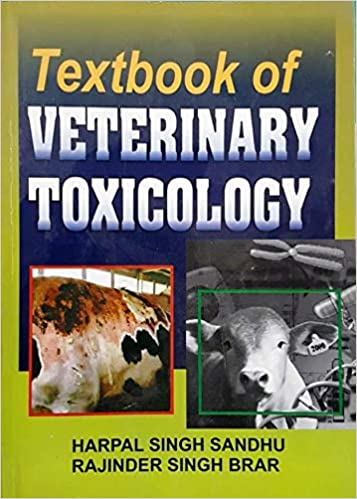 Textbook of
VETERINARY
TOXICOLOGY
HARPAL SINGH SANDHU
RAJINDER SINGH BRAR